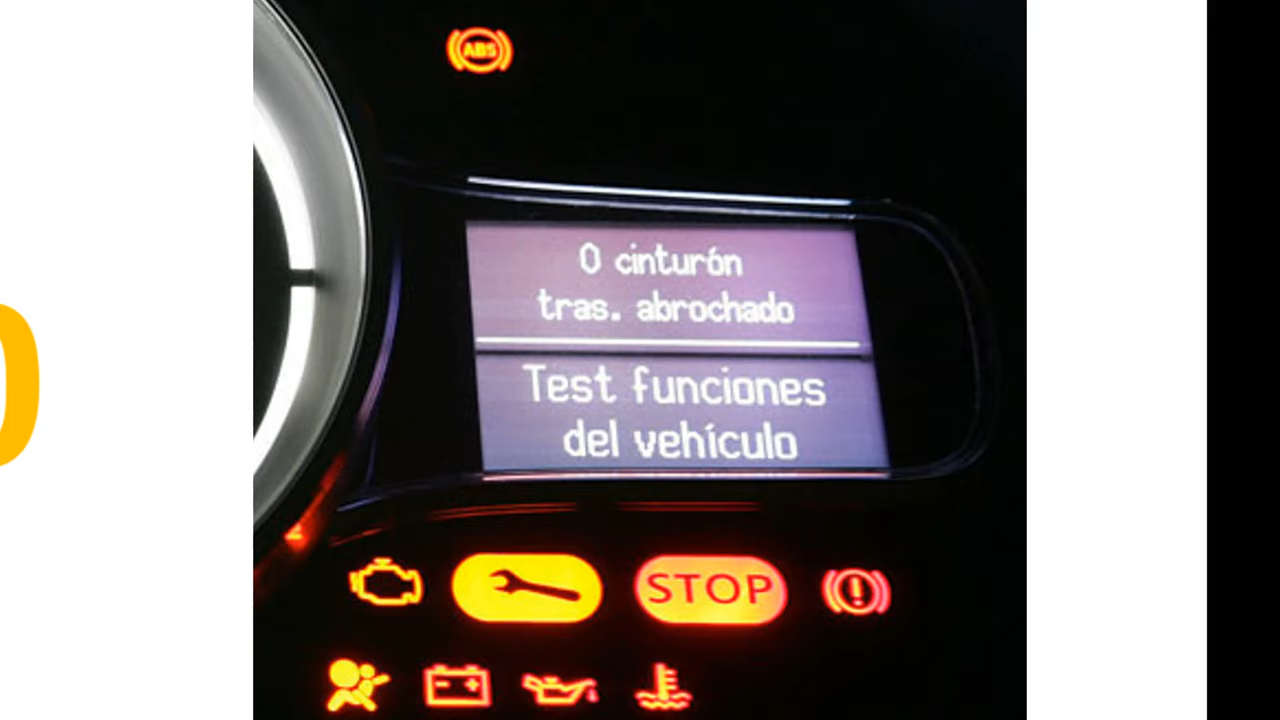 ABS
0 cinturón
tras. abrochado
Test funciones
del vehículo
STOP